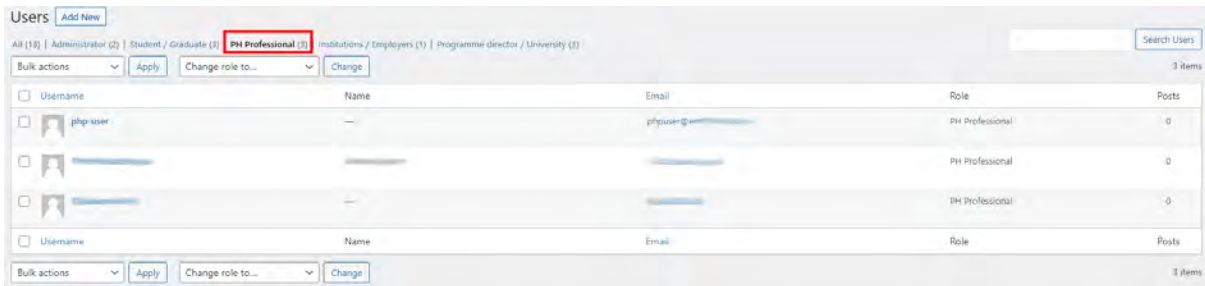 Users Add New
All (13) | Administrator (2) | Student / Graduate (3) | PH Professional (3) | Institutions / Employers (1) | Programme director / University (3)
Search Users
Bulk actions Apply Change role to... Change 3 items
Username Name Email Role Posts
php-user — phpuser@ PH Professional 0
PH Professional 0
— PH Professional 0
Username Name Email Role Posts
Bulk actions Apply Change role to... Change 3 items